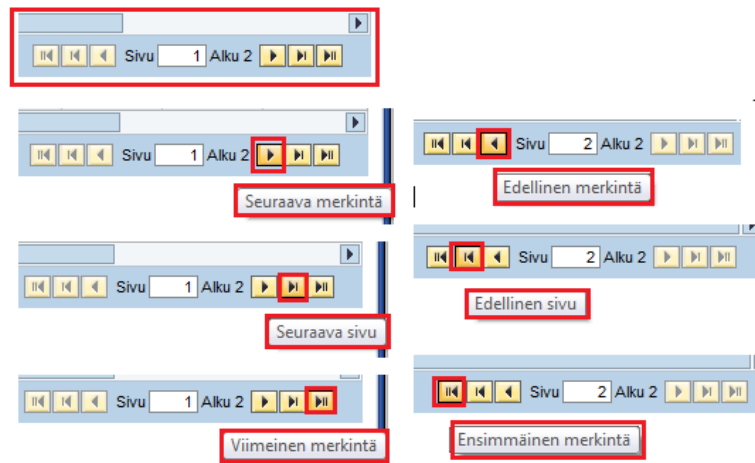 Sivu 1 Alku 2
Sivu 1 Alku 2
Seuraava merkintä
Sivu 1 Alku 2
Seuraava sivu
Sivu 1 Alku 2
Viimeinen merkintä
Sivu 2 Alku 2
Edellinen merkintä
Sivu 2 Alku 2
Edellinen sivu
Sivu 2 Alku 2
Ensimmäinen merkintä